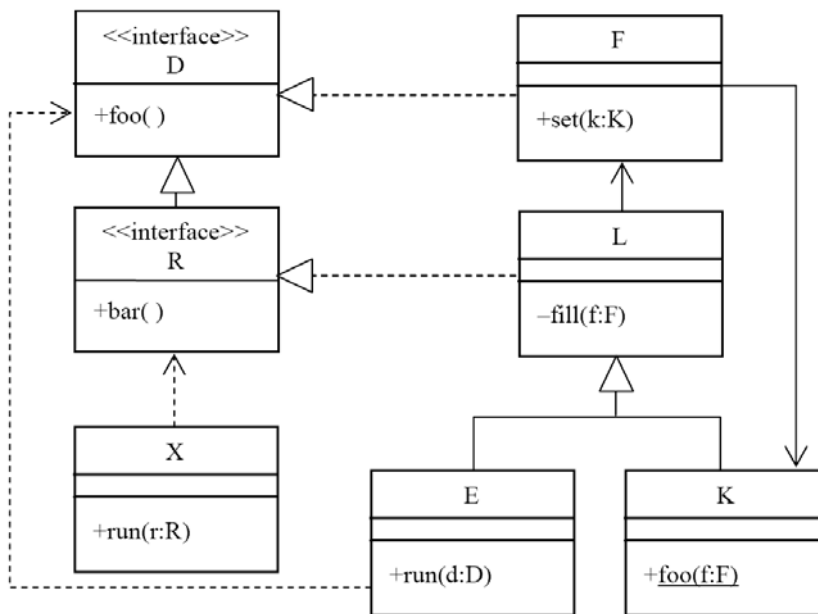 <<interface>>
D
+foo( )
F
+set(k:K)
<<interface>>
R
+bar( )
L
–fill(f:F)
X
+run(r:R)
E
+run(d:D)
K
+foo(f:F)